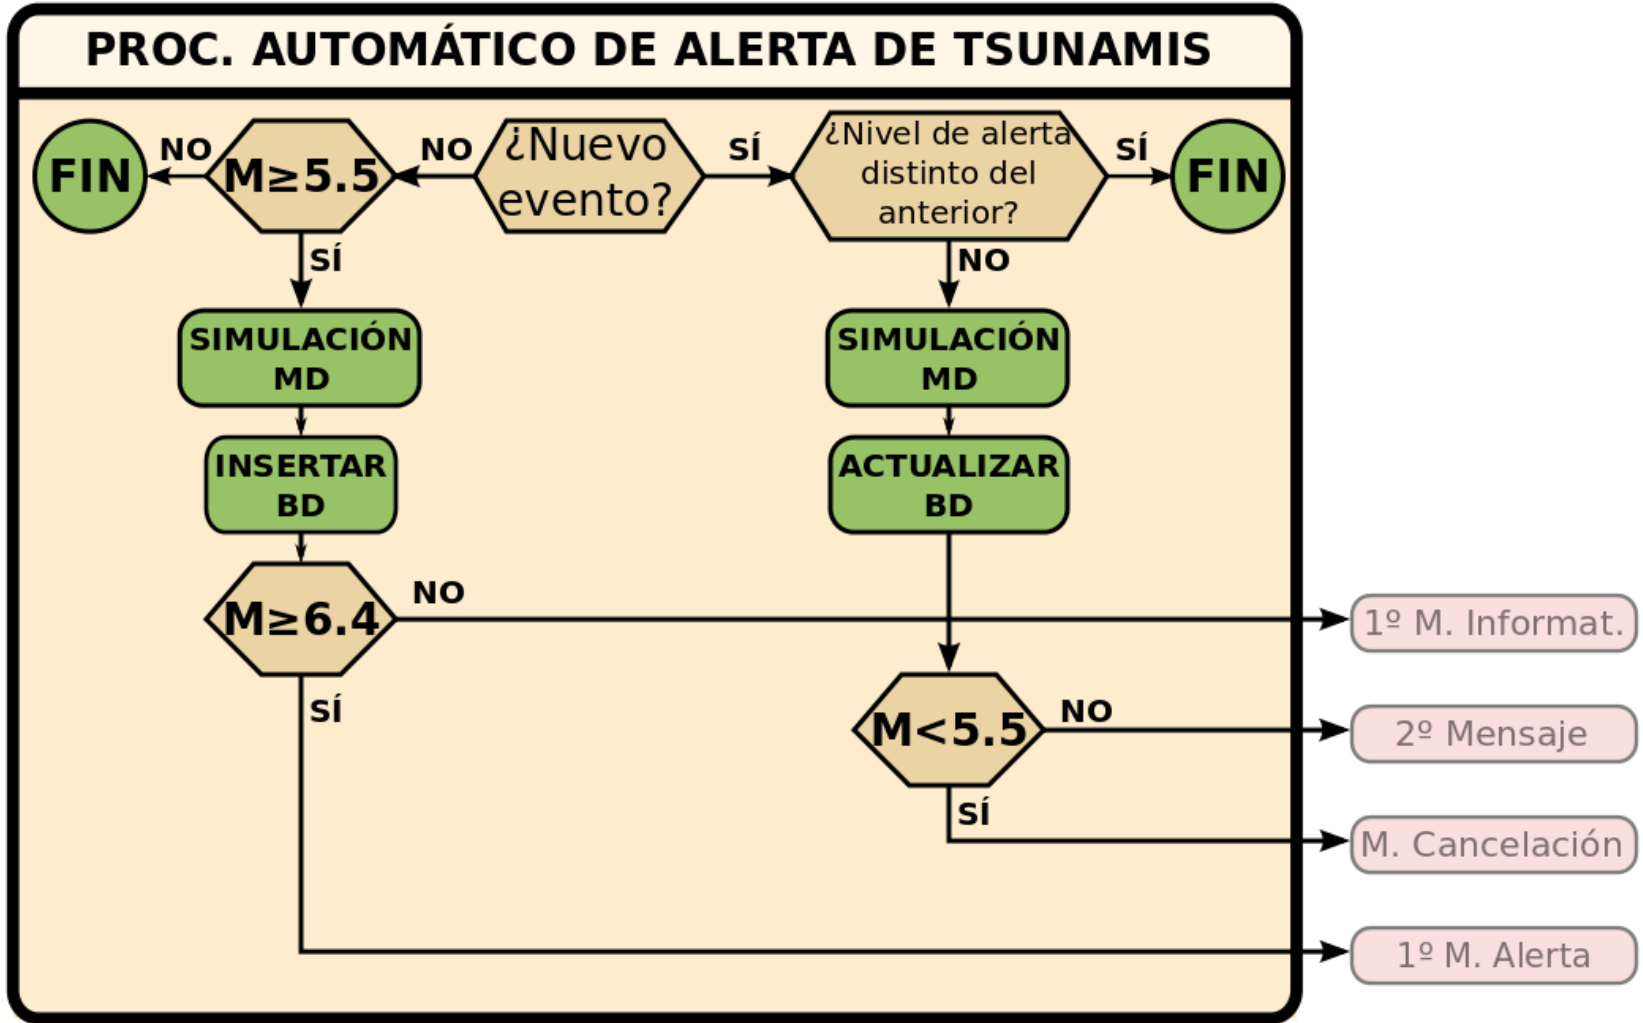 PROC. AUTOMÁTICO DE ALERTA DE TSUNAMIS
FIN
NO
M≥5.5
NO
¿Nuevo
evento?
SÍ
¿Nivel de alerta
distinto del
anterior?
SÍ
FIN
SÍ
NO
SIMULACIÓN
MD
SIMULACIÓN
MD
INSERTAR
BD
ACTUALIZAR
BD
M≥6.4
NO
1º M. Informat.
SÍ
M<5.5
NO
2º Mensaje
SÍ
M. Cancelación
1º M. Alerta